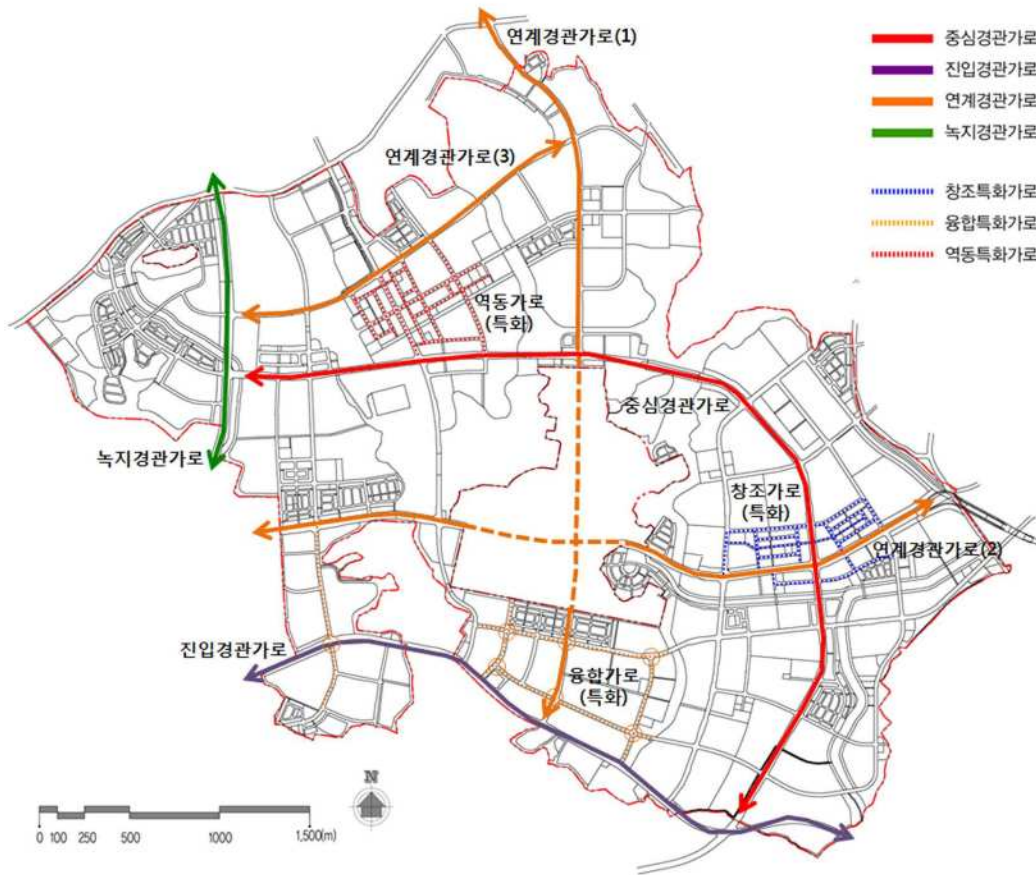 연계경관가로(1)
중심경관가로
진입경관가로
연계경관가로
녹지경관가로
창조특화가로
융합특화가로
역동특화가로
연계경관가로(3)
역동가로
(특화)
중심경관가로
녹지경관가로
창조가로
(특화)
연계경관가로(2)
진입경관가로
융합가로
(특화)
N
0 100 250 500 1000 1,500(m)